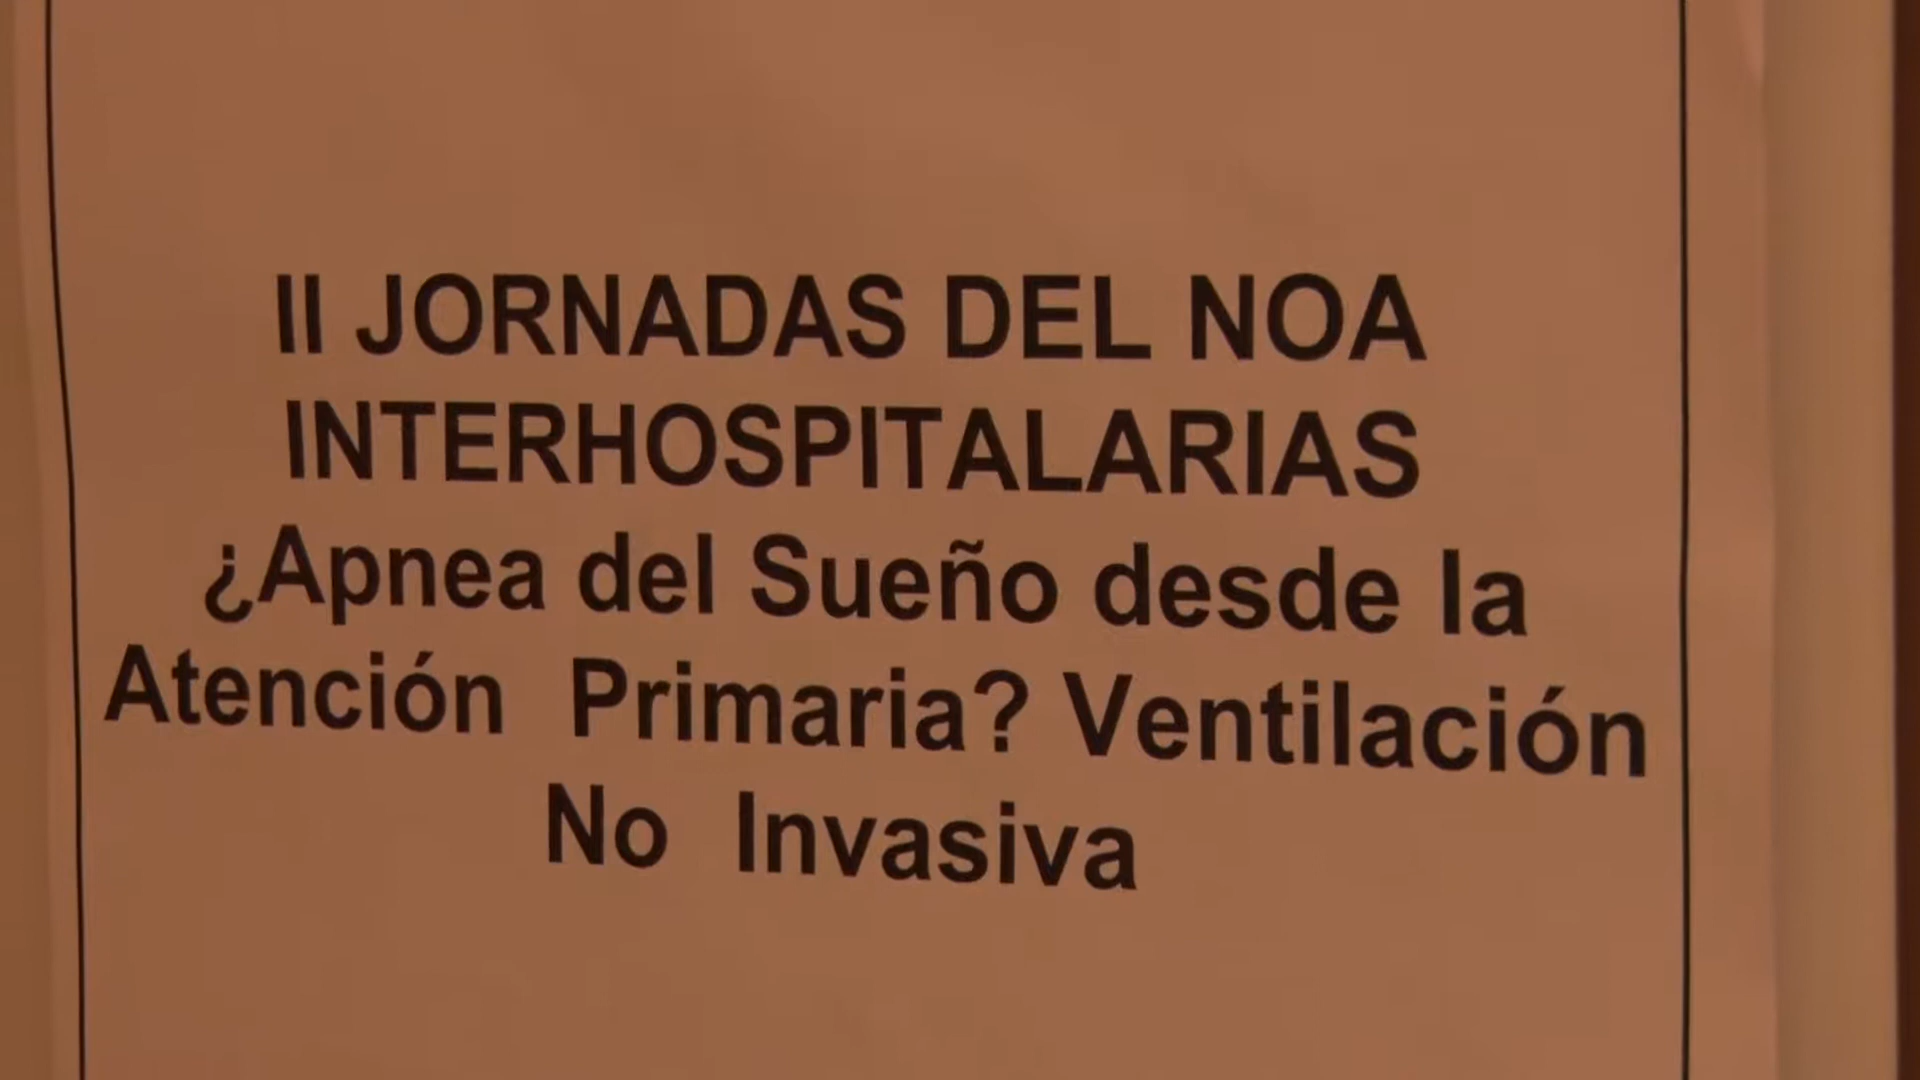 II JORNADAS DEL NOA
INTERHOSPITALARIAS
¿Apnea del Sueño desde la
Atención Primaria? Ventilación
No Invasiva